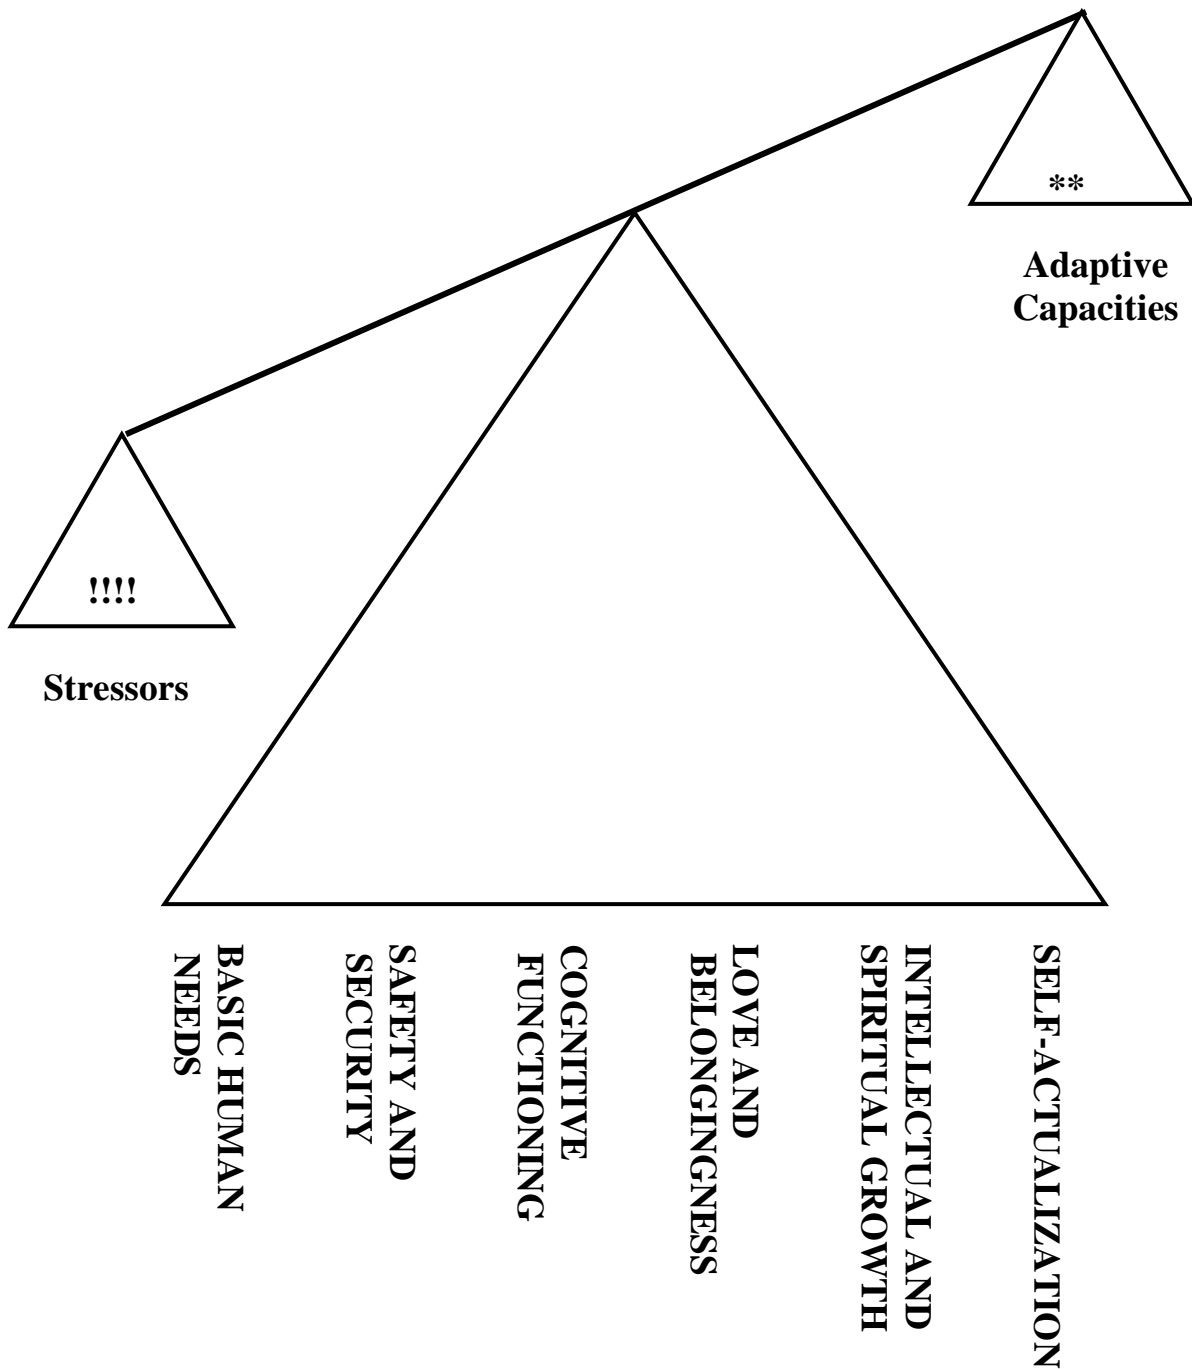 **
Adaptive
Capacities
!!!!
Stressors
BASIC HUMAN
NEEDS
SAFETY AND
SECURITY
COGNITIVE
FUNCTIONING
LOVE AND
BELONGINGNESS
INTELLECTUAL AND
SPIRITUAL GROWTH
SELF-ACTUALIZATION